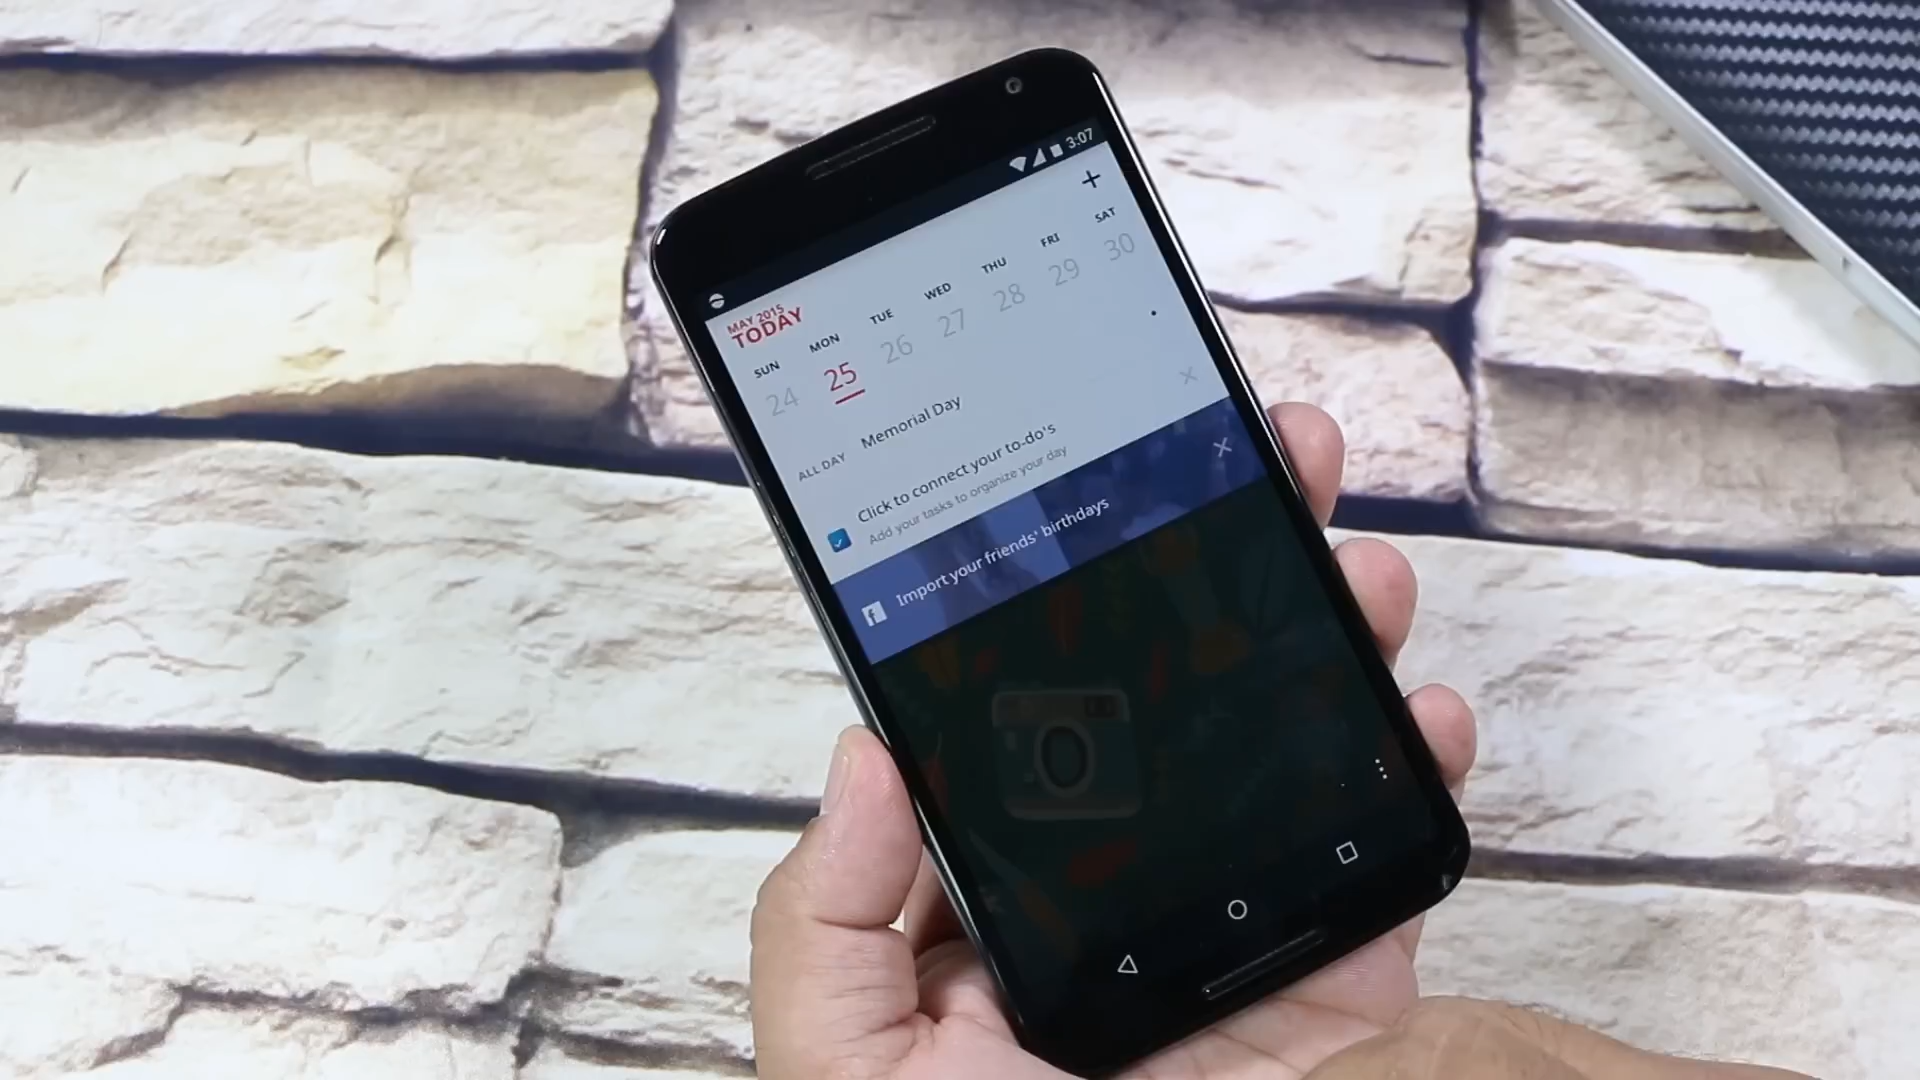 3:07
+
MAY 2015
TODAY
SUN MON TUE WED THU FRI SAT
24 25 26 27 28 29 30
ALL DAY Memorial Day
Click to connect your to-do's
Add your tasks to organize your day
f Import your friends' birthdays